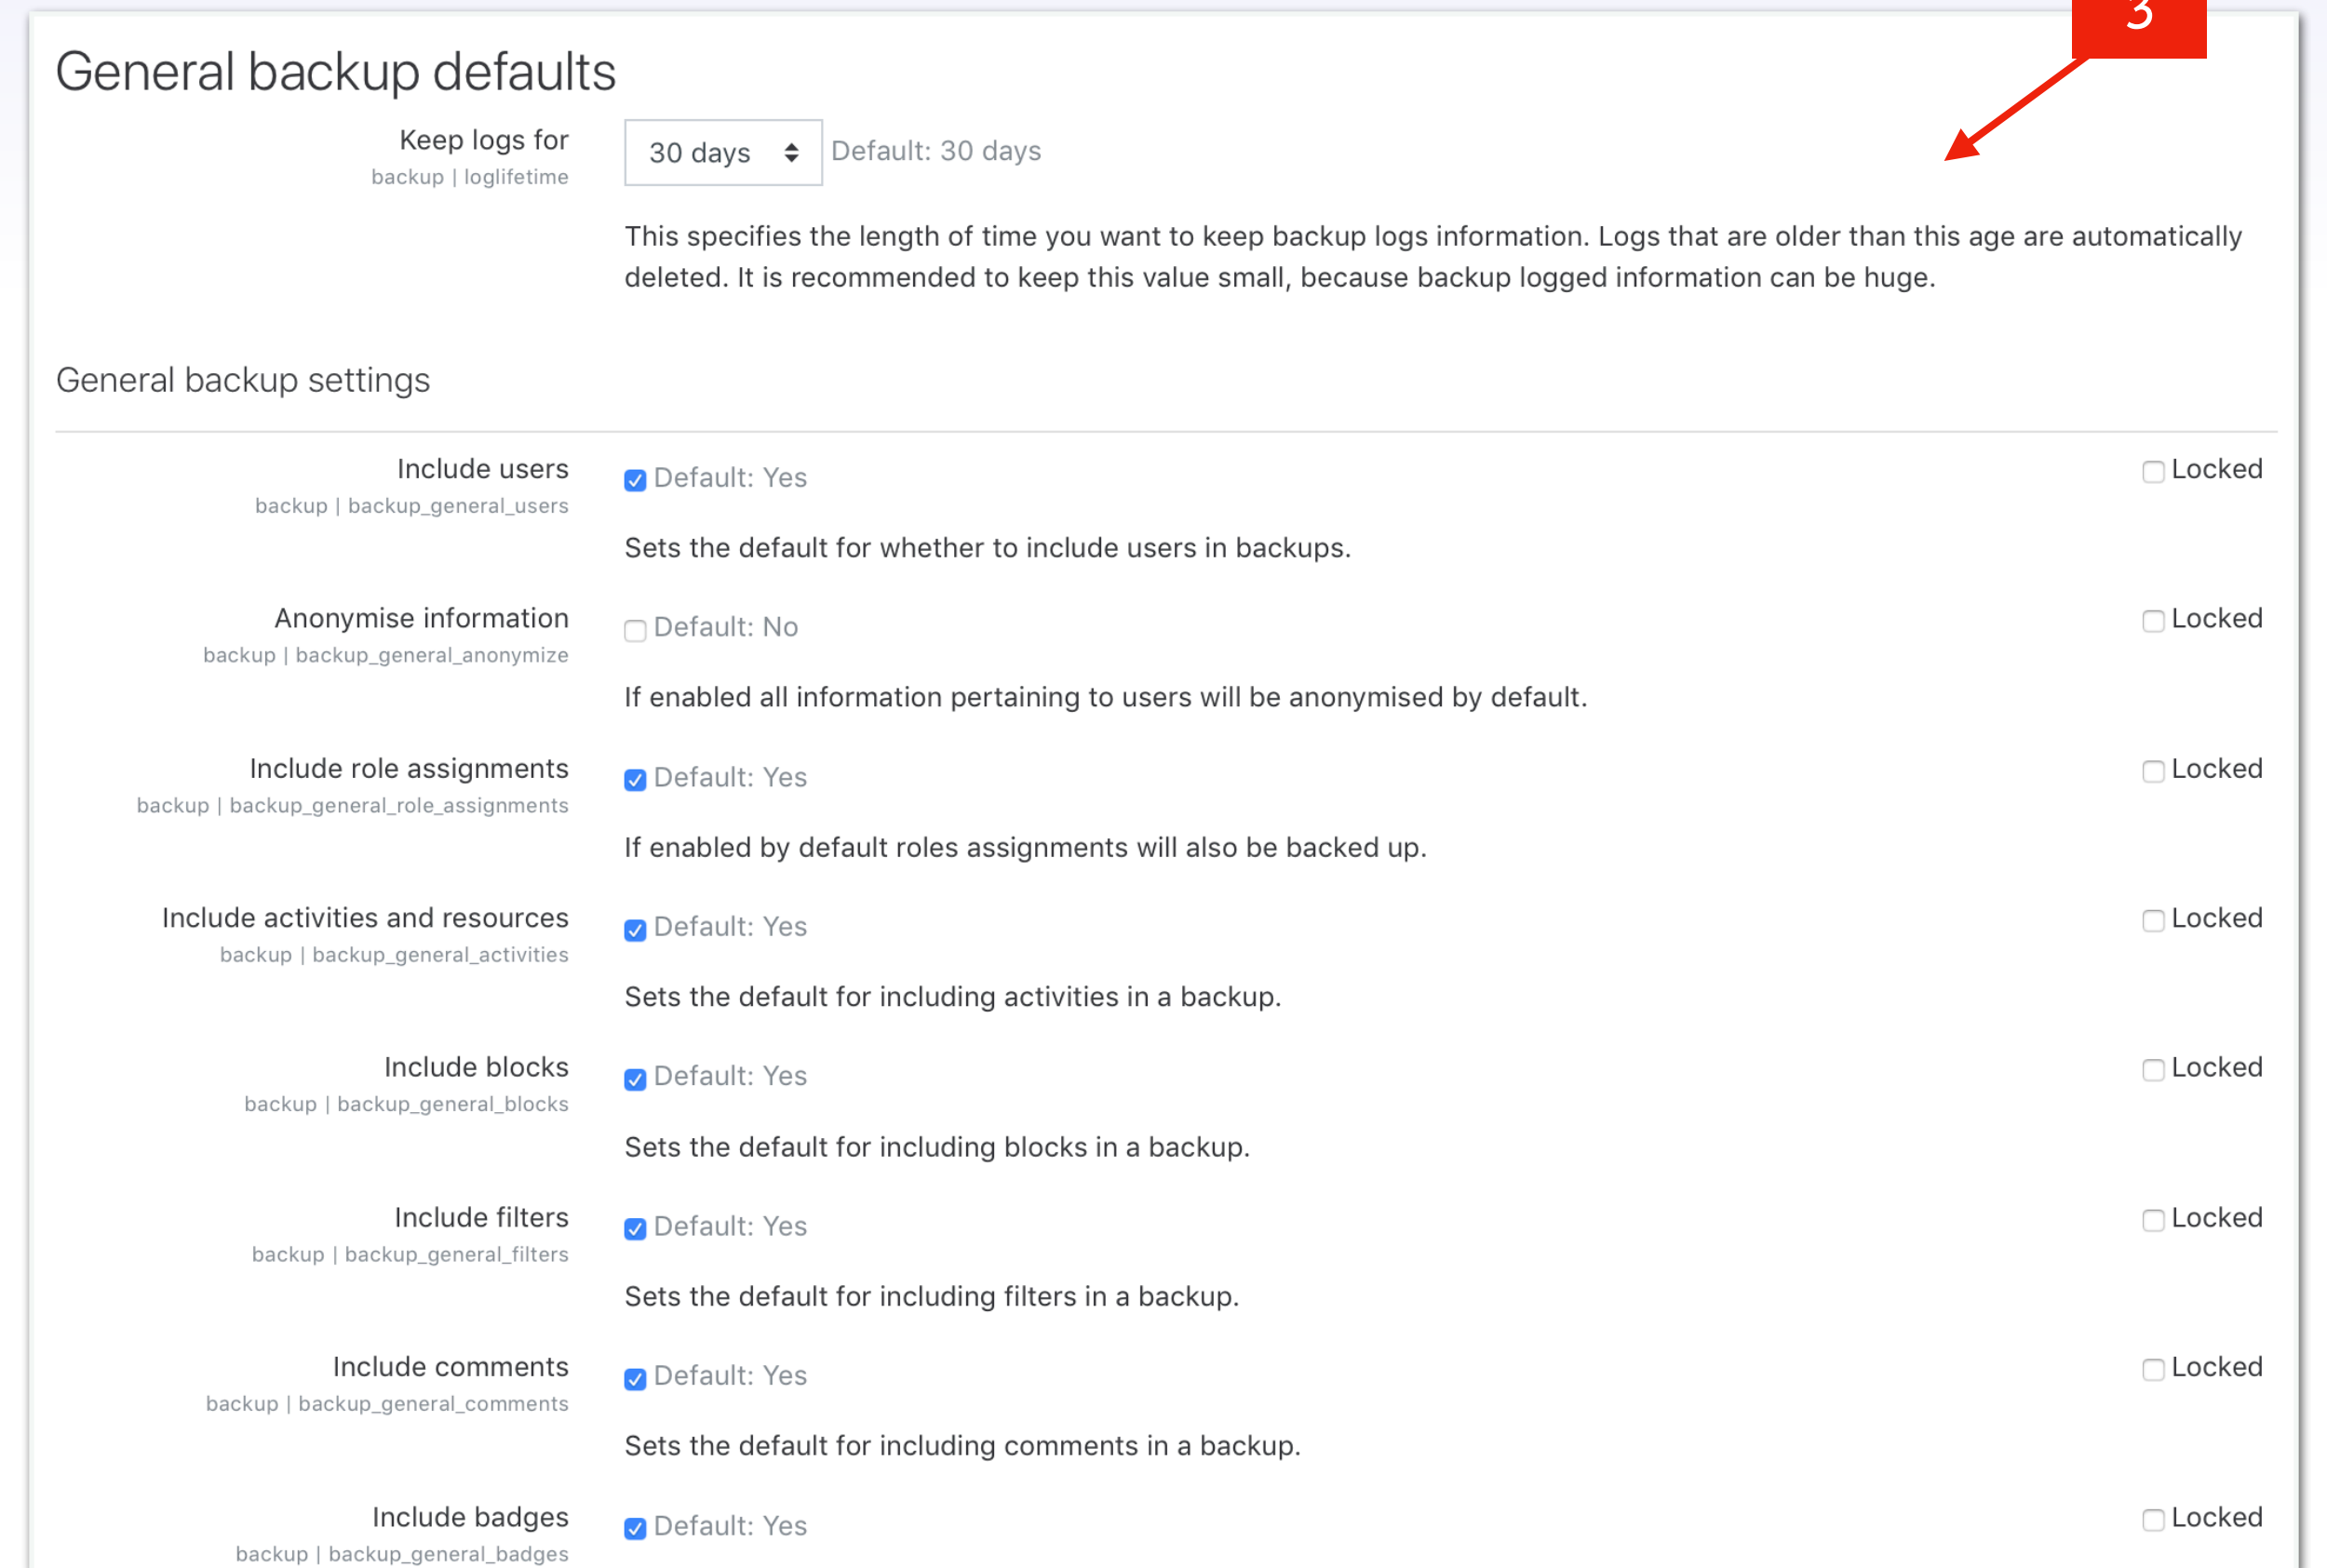 3
General backup defaults
Keep logs for
30 days Default: 30 days
backup | loglifetime
This specifies the length of time you want to keep backup logs information. Logs that are older than this age are automatically
deleted. It is recommended to keep this value small, because backup logged information can be huge.
General backup settings
Include users
Default: Yes
Locked
backup | backup_general_users
Sets the default for whether to include users in backups.
Anonymise information
Default: No
Locked
backup | backup_general_anonymize
If enabled all information pertaining to users will be anonymised by default.
Include role assignments
Default: Yes
Locked
backup | backup_general_role_assignments
If enabled by default roles assignments will also be backed up.
Include activities and resources
Default: Yes
Locked
backup | backup_general_activities
Sets the default for including activities in a backup.
Include blocks
Default: Yes
Locked
backup | backup_general_blocks
Sets the default for including blocks in a backup.
Include filters
Default: Yes
Locked
backup | backup_general_filters
Sets the default for including filters in a backup.
Include comments
Default: Yes
Locked
backup | backup_general_comments
Sets the default for including comments in a backup.
Include badges
Default: Yes
Locked
backup | backup_general_badges